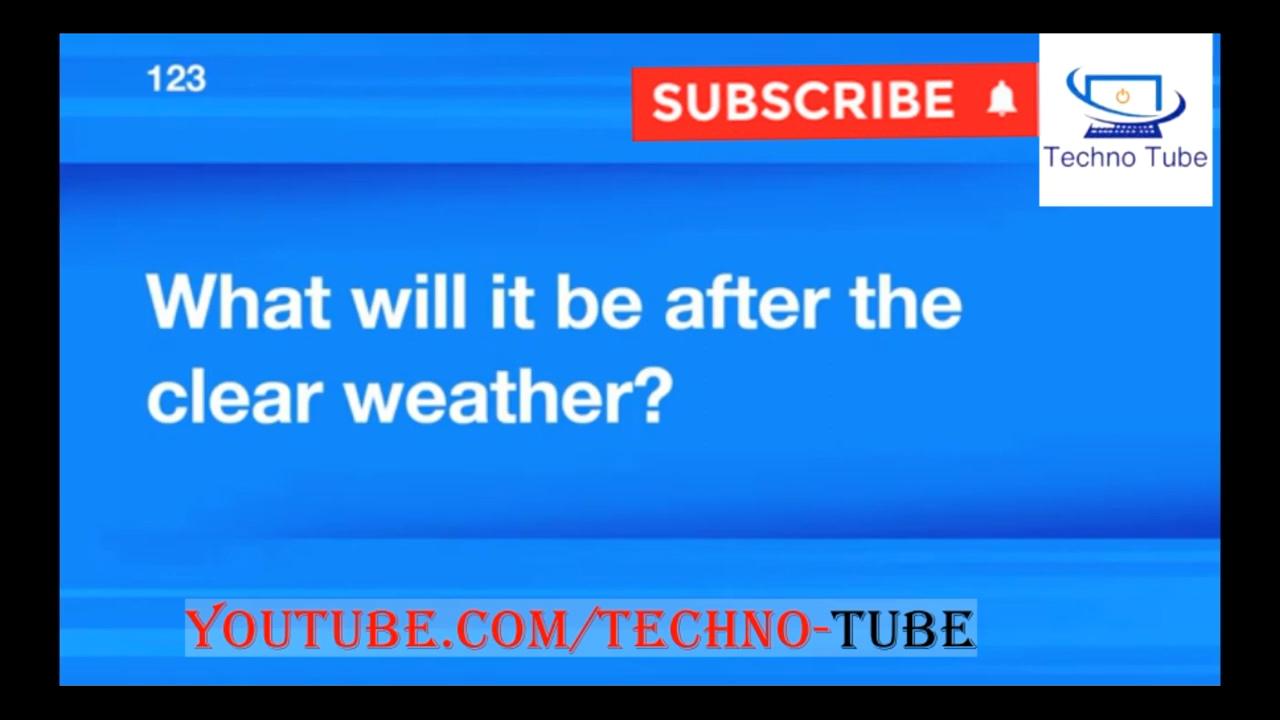 123
SUBSCRIBE
Techno Tube
What will it be after the
clear weather?
YOUTUBE.COM/TECHNO-TUBE